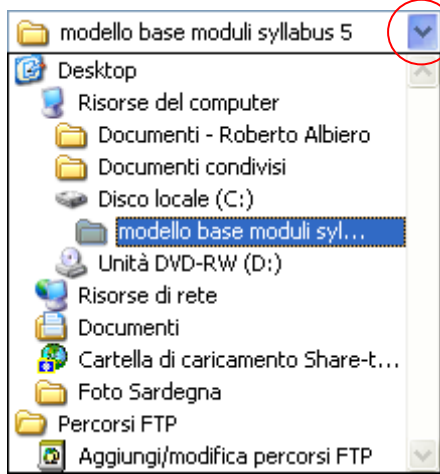 modello base moduli syllabus 5
Desktop
Risorse del computer
Documenti - Roberto Albiero
Documenti condivisi
Disco locale (C:)
modello base moduli syl...
Unità DVD-RW (D:)
Risorse di rete
Documenti
Cartella di caricamento Share-t...
Foto Sardegna
Percorsi FTP
Aggiungi/modifica percorsi FTP